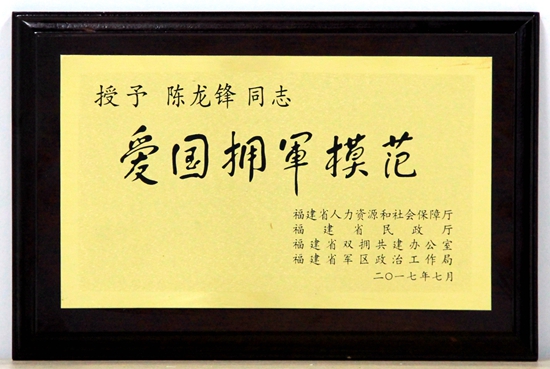 授予 陈龙锋 同志
爱国拥軍模范
福建省人力资源和社会保障厅
福建省民政厅
福建省双拥共建办公室
福建省军区政治工作局
二〇一七年七月